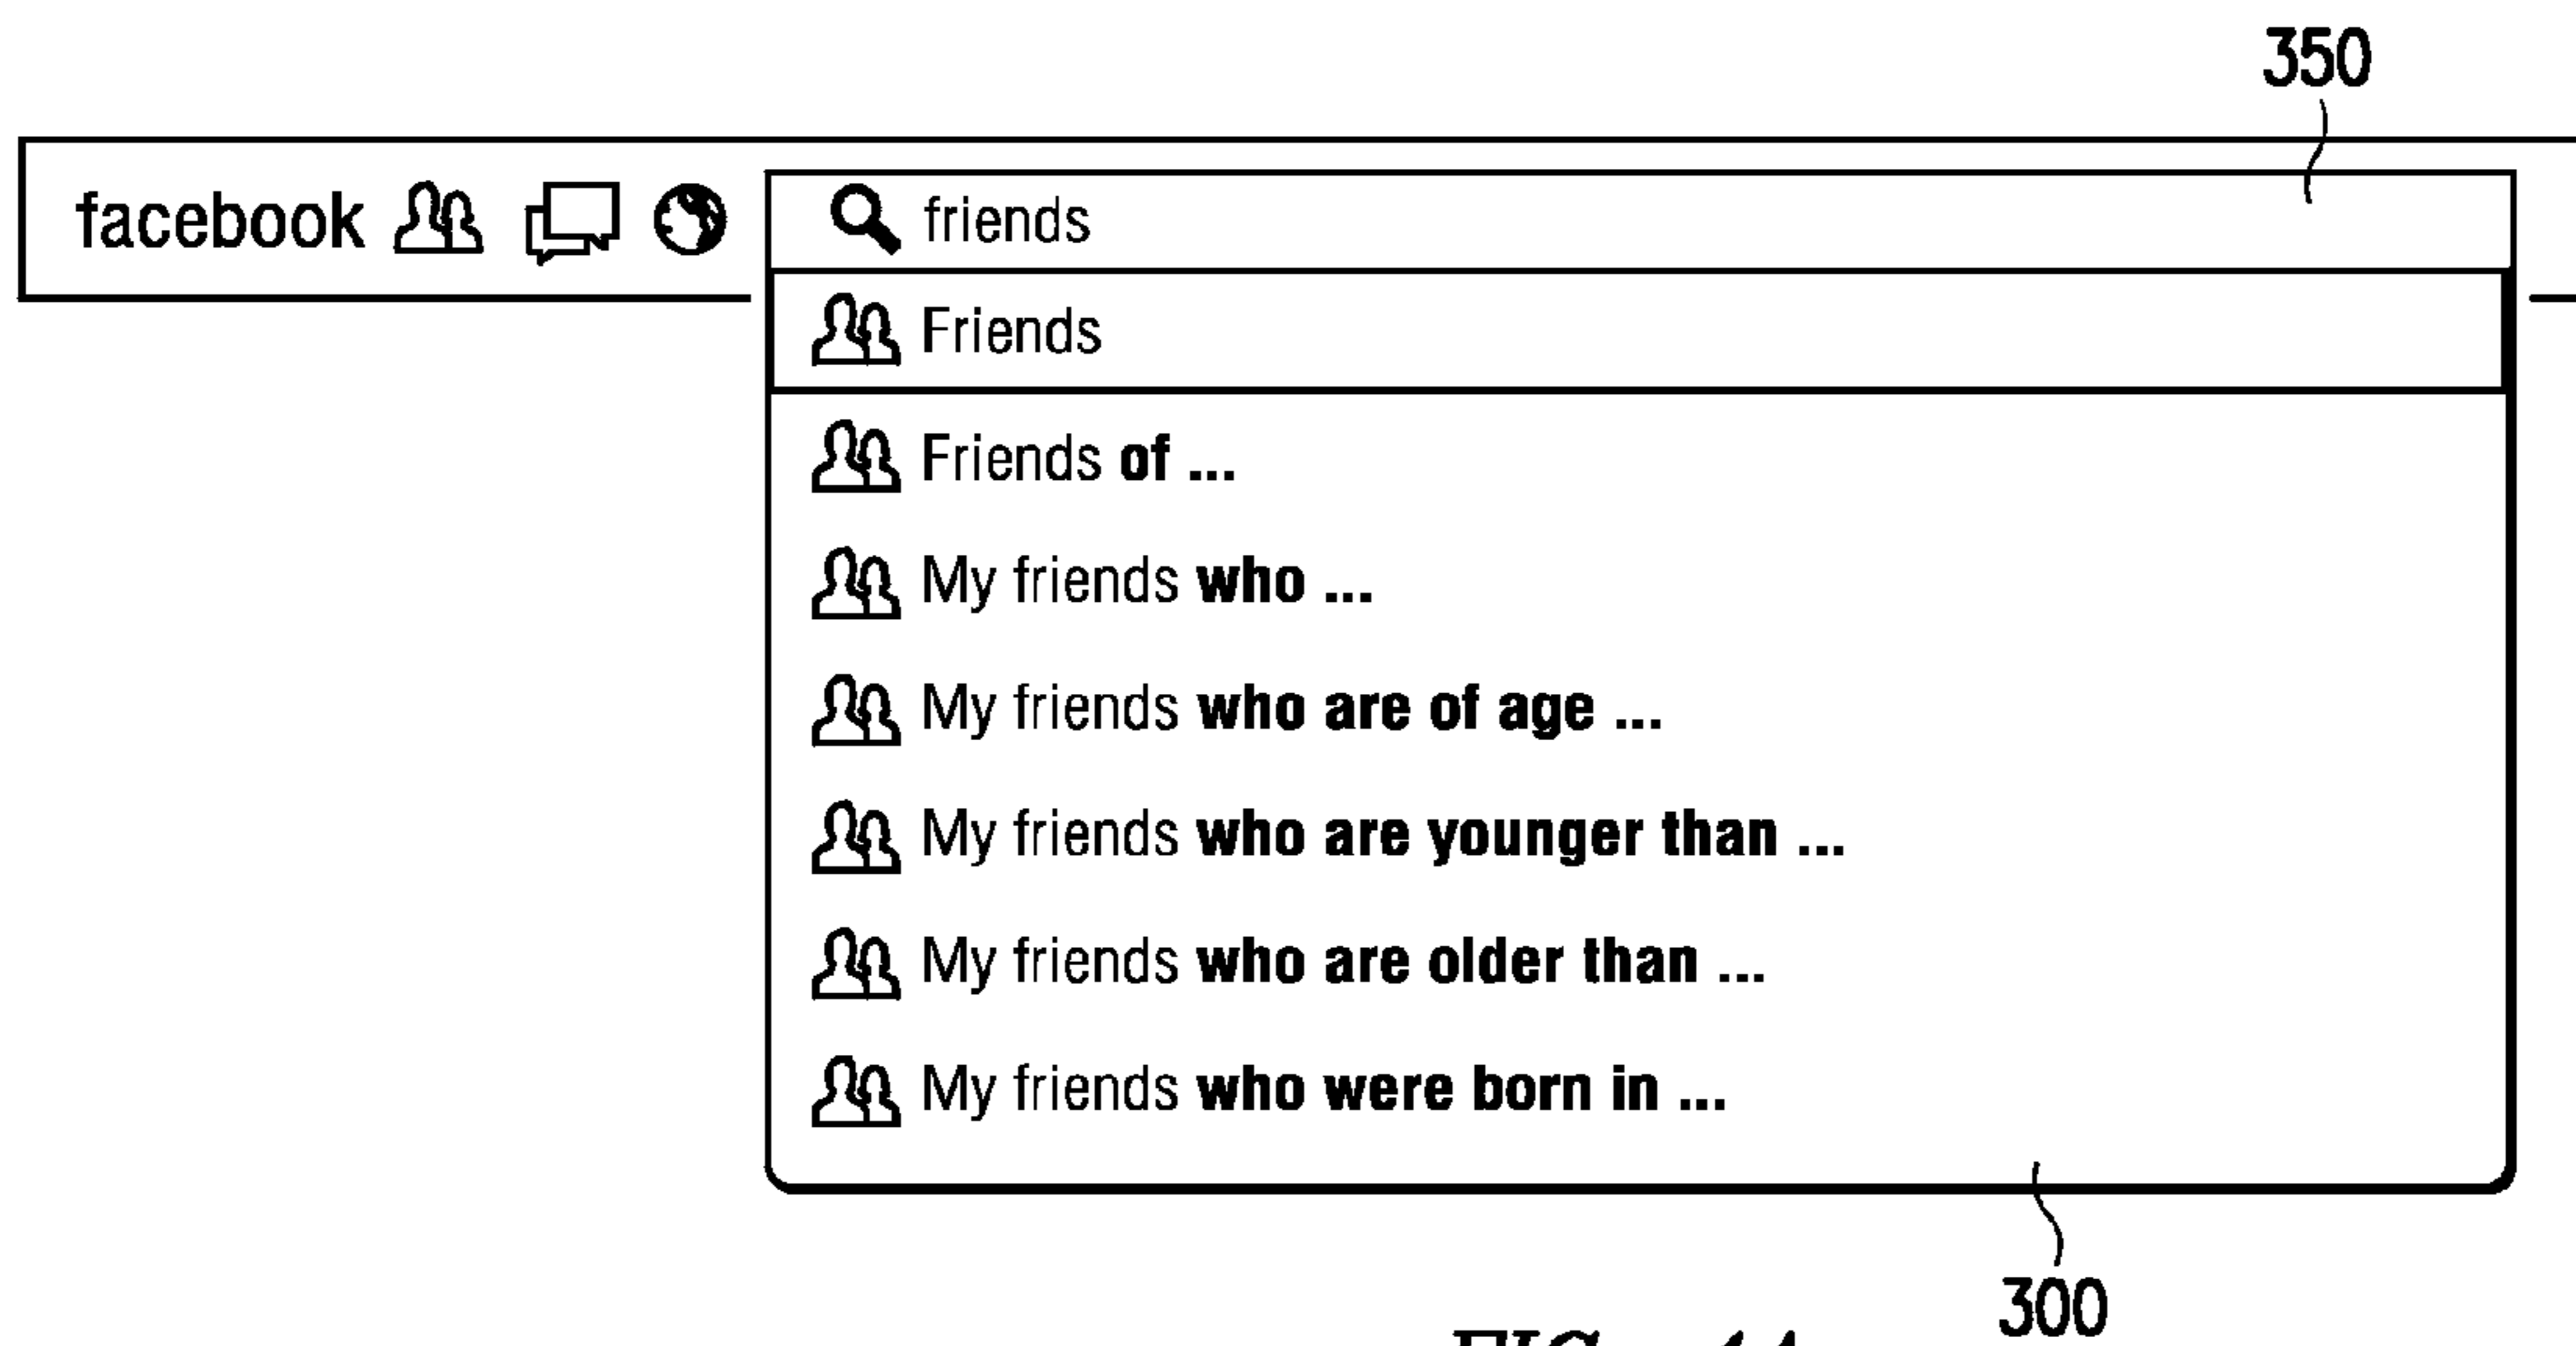 350
facebook friends
Friends
Friends of ...
My friends who ...
My friends who are of age ...
My friends who are younger than ...
My friends who are older than ...
My friends who were born in ...
300